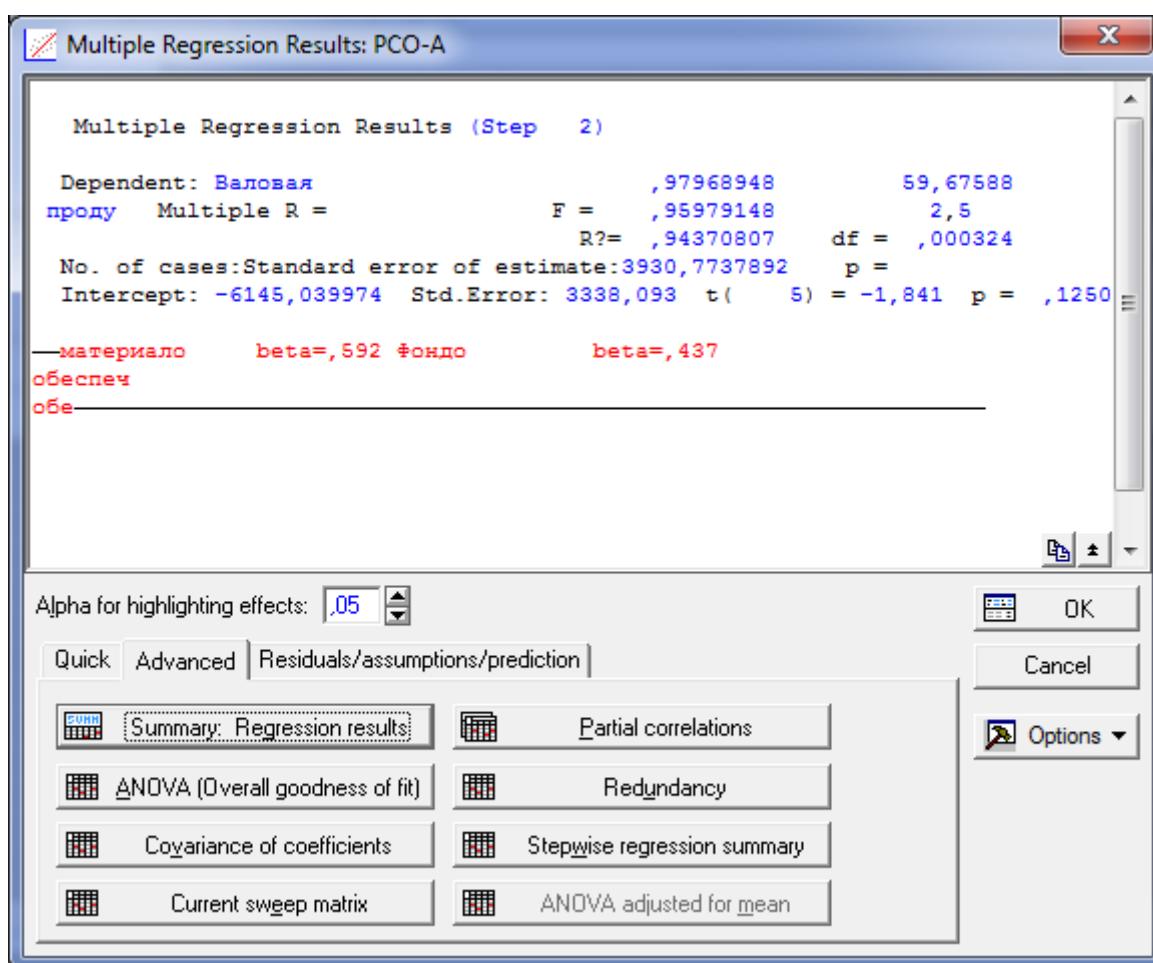 Multiple Regression Results: PCO-A
Multiple Regression Results (Step 2)
Dependent: Валовая ,97968948 59,67588
проду Multiple R = F = ,95979148 2,5
R?= ,94370807 df = ,000324
No. of cases:Standard error of estimate:3930,7737892 p =
Intercept: -6145,039974 Std.Error: 3338,093 t( 5) = -1,841 p = ,1250
материало beta=,592 Фондо beta=,437
обеспеч
обе
Alpha for highlighting effects: ,05
OK
Quick Advanced Residuals/assumptions/prediction
Cancel
Summary: Regression results Partial correlations
Options
ANOVA (Overall goodness of fit) Redundancy
Covariance of coefficients Stepwise regression summary
Current sweep matrix ANOVA adjusted for mean